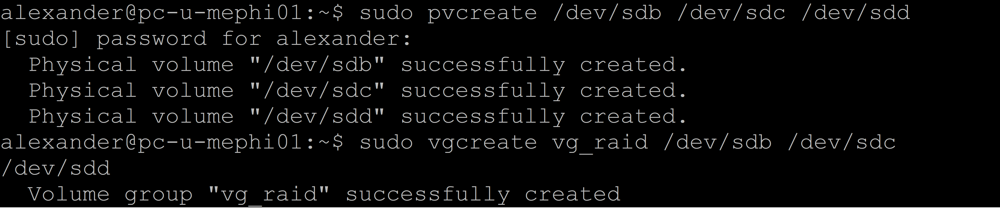 alexander@pc-u-mephi01:~$ sudo pvcreate /dev/sdb /dev/sdc /dev/sdd
[sudo] password for alexander:
  Physical volume "/dev/sdb" successfully created.
  Physical volume "/dev/sdc" successfully created.
  Physical volume "/dev/sdd" successfully created.
alexander@pc-u-mephi01:~$ sudo vgcreate vg_raid /dev/sdb /dev/sdc
/dev/sdd
  Volume group "vg_raid" successfully created